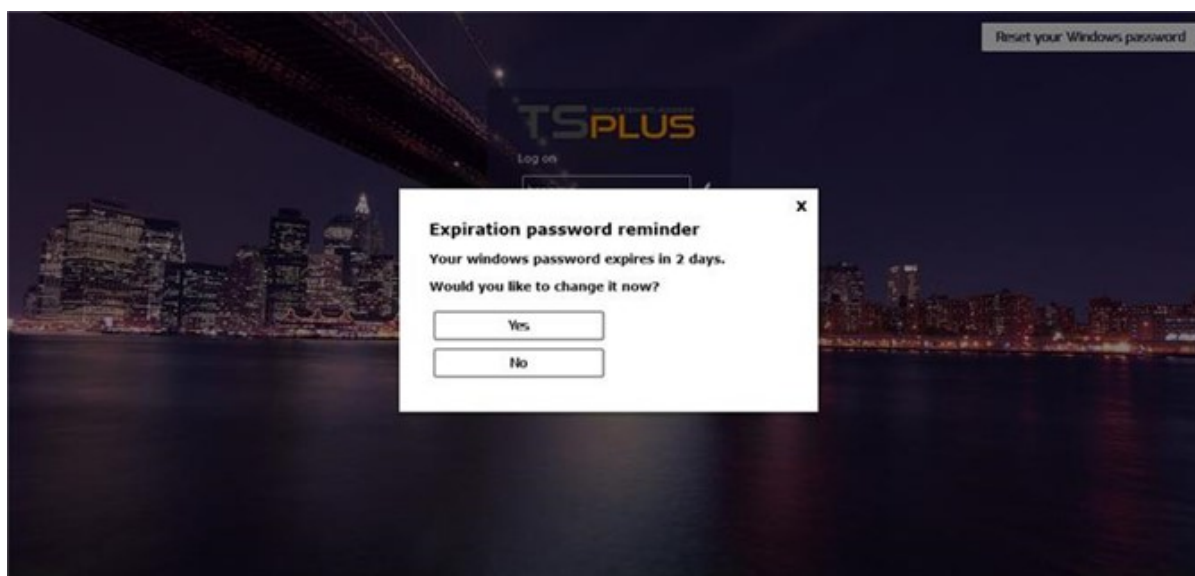 Reset your Windows password
TSPLUS
Log on
Expiration password reminder
X
Your windows password expires in 2 days.
Would you like to change it now?
Yes
No